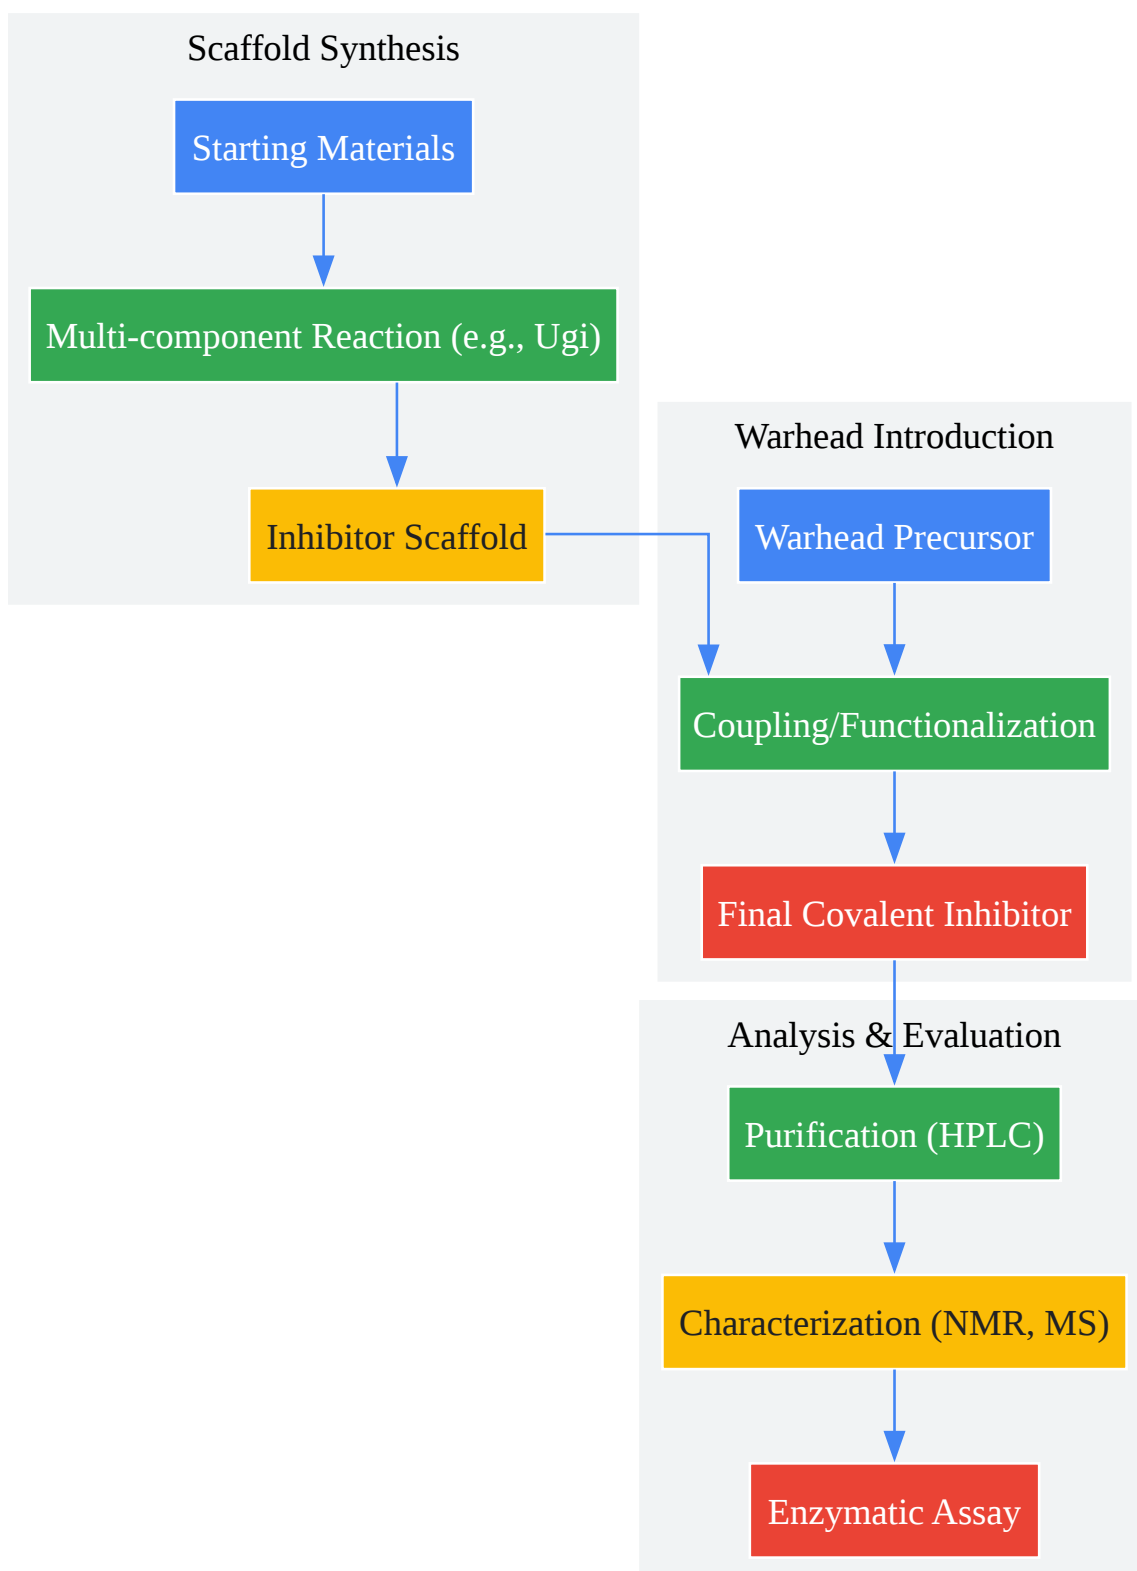 Scaffold Synthesis
Starting Materials
Multi-component Reaction (e.g., Ugi)
Inhibitor Scaffold
Warhead Introduction
Warhead Precursor
Coupling/Functionalization
Final Covalent Inhibitor
Analysis & Evaluation
Purification (HPLC)
Characterization (NMR, MS)
Enzymatic Assay